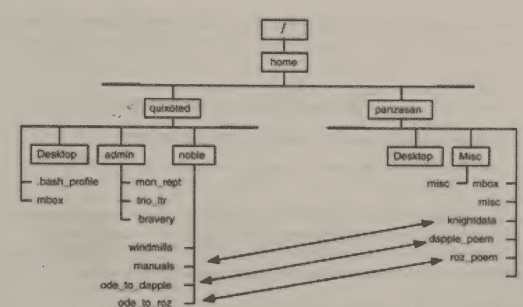 /
home
quixoted
panzasan
Desktop
admin
noble
Desktop
Misc
.bash_profile
mon_rept
misc
mbox
mbox
trio_ltr
misc
bravery
knightdata
windmills
dapple_poem
manuals
roz_poem
ode_to_dapple
ode_to_roz